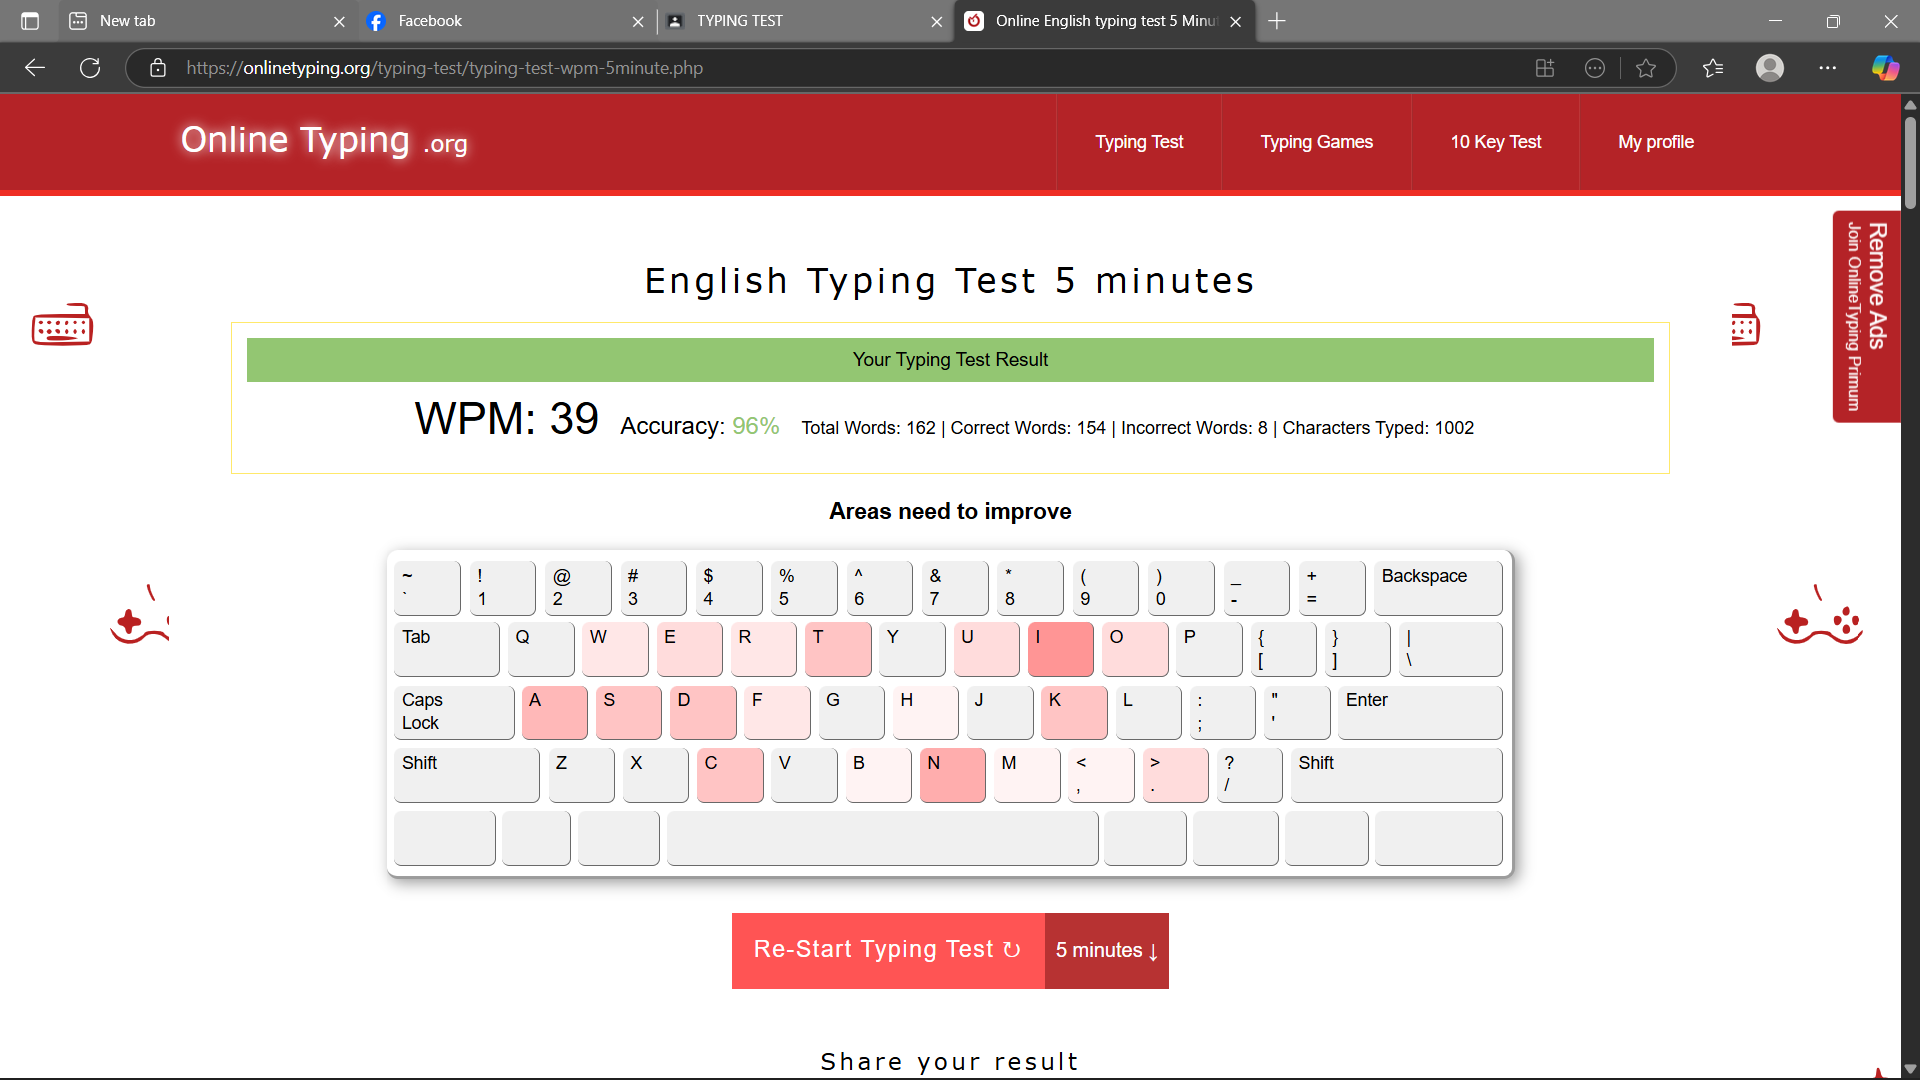 New tab
Facebook
TYPING TEST
Online English typing test 5 Minu
https://onlinetyping.org/typing-test/typing-test-wpm-5minute.php
Online Typing .org
Typing Test
Typing Games
10 Key Test
My profile
Remove Ads
Join OnlineTyping Primum
English Typing Test 5 minutes
Your Typing Test Result
WPM: 39 Accuracy: 96% Total Words: 162 | Correct Words: 154 | Incorrect Words: 8 | Characters Typed: 1002
Areas need to improve
~ ! @ # $ % ^ & * ( ) _ + Backspace
` 1 2 3 4 5 6 7 8 9 0 - =
Tab Q W E R T Y U I O P { } |
[ ] \
Caps A S D F G H J K L : " Enter
Lock ; '
Shift Z X C V B N M < > ? Shift
, . /
Re-Start Typing Test ↻ 5 minutes ↓
Share your result